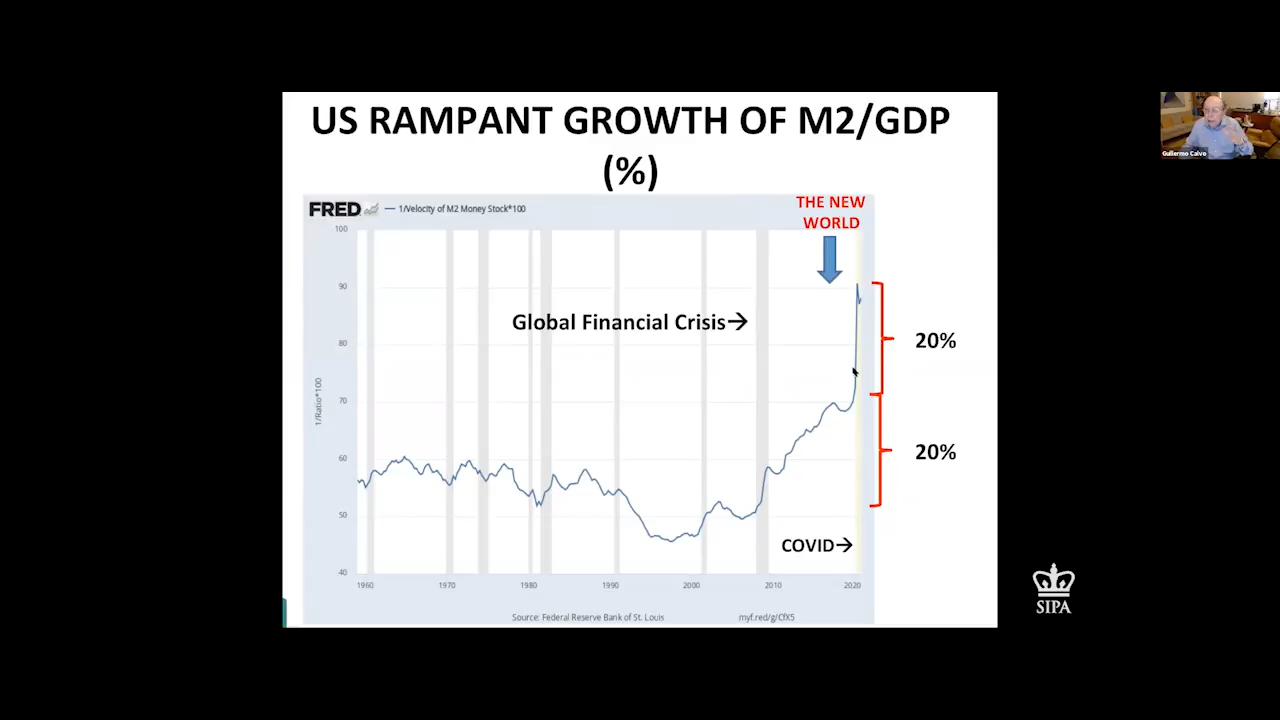 US RAMPANT GROWTH OF M2/GDP
(%)
FRED
1/Velocity of M2 Money Stock*100
THE NEW
WORLD
100
90
80
70
60
50
40
1/Ratio*100
Global Financial Crisis→
20%
20%
COVID→
1960
1970
1980
1990
2000
2010
2020
Source: Federal Reserve Bank of St. Louis
myf.red/g/CfX5
Guillermo Calvo
SIPA